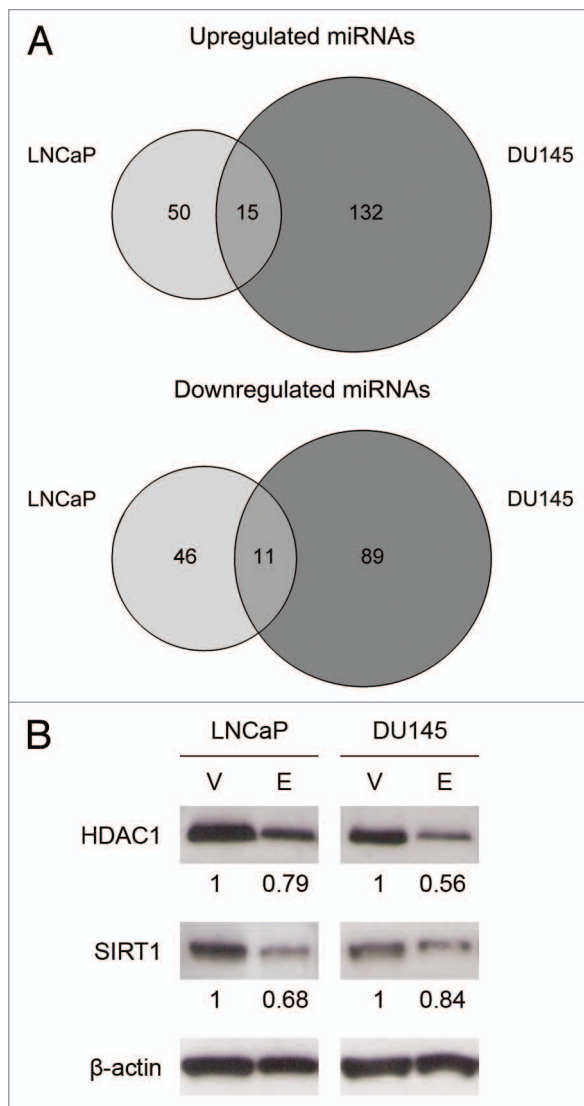 A
Upregulated miRNAs
LNCaP
DU145
50
15
132
Downregulated miRNAs
LNCaP
DU145
46
11
89
B
LNCaP DU145
V E V E
HDAC1
1 0.79 1 0.56
SIRT1
1 0.68 1 0.84
β-actin